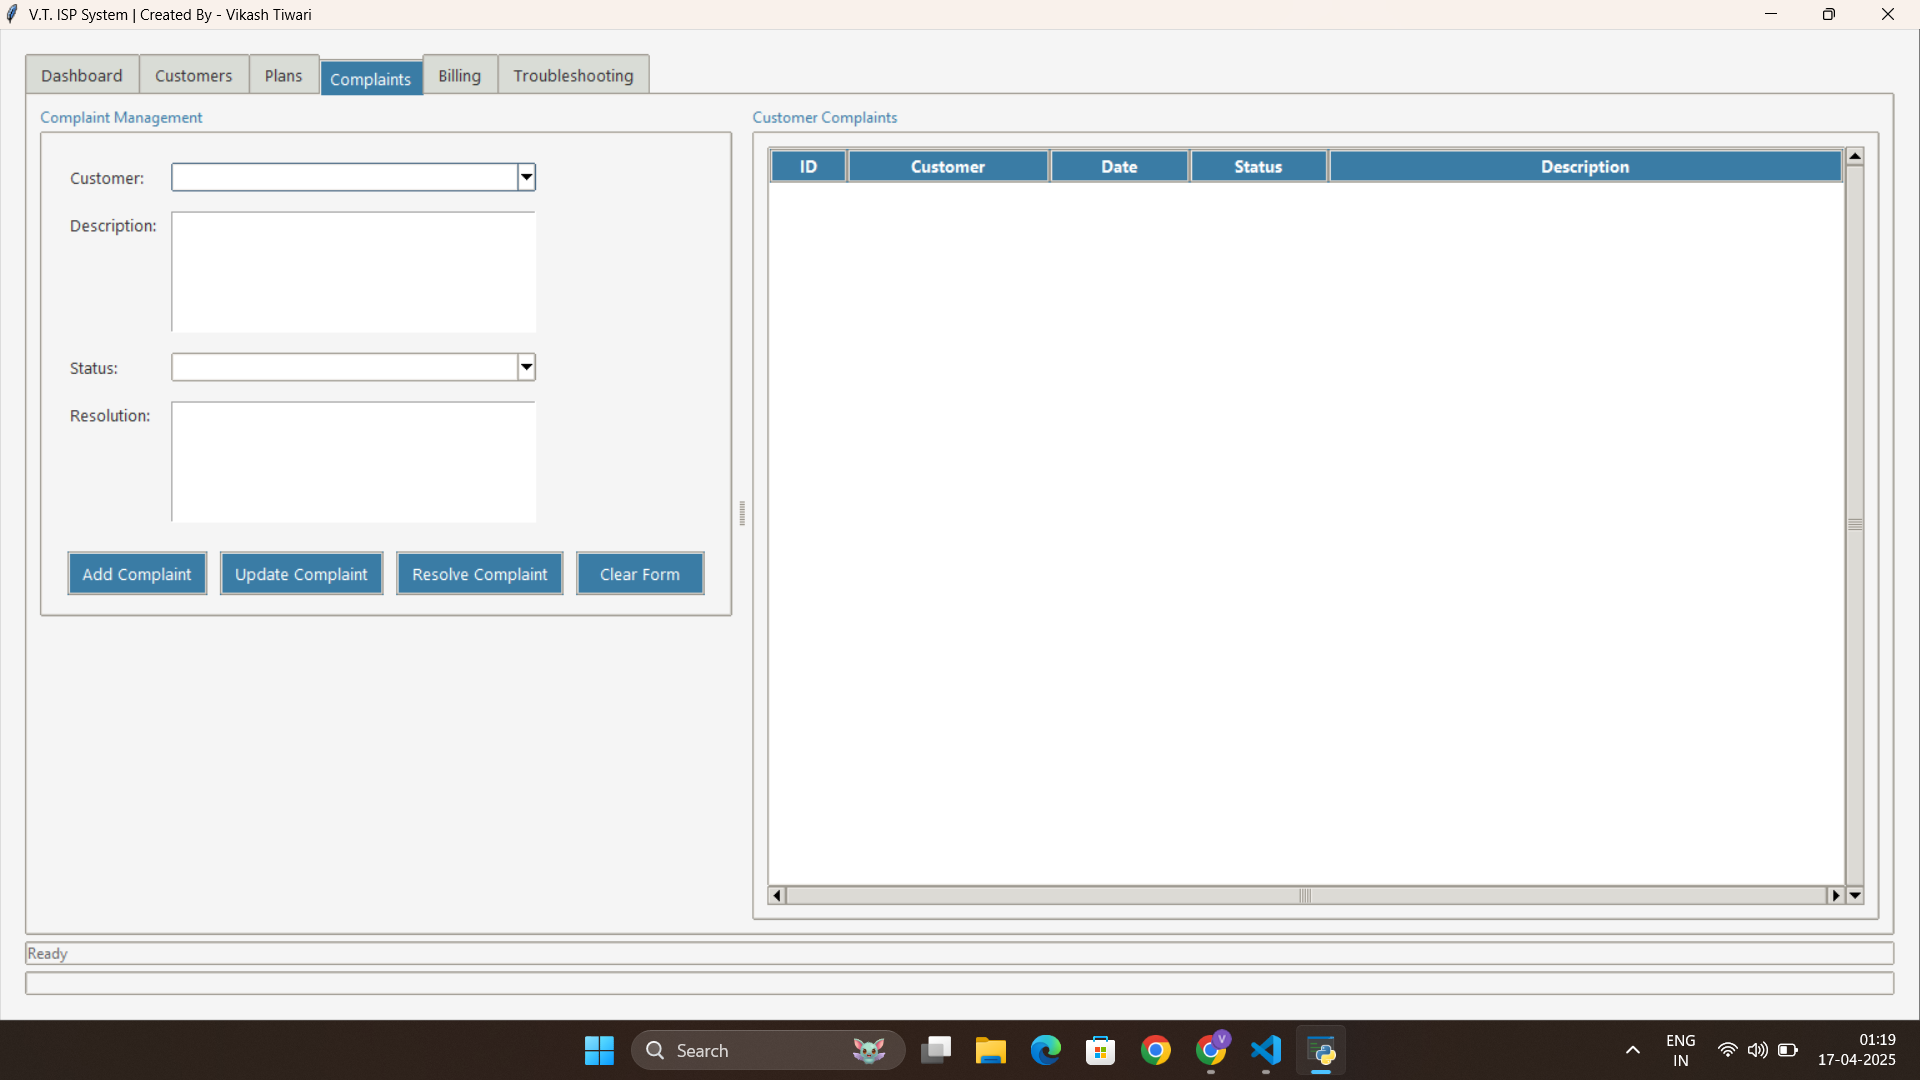 V.T. ISP System | Created By - Vikash Tiwari
Dashboard Customers Plans Complaints Billing Troubleshooting
Complaint Management
Customer:
Description:
Status:
Resolution:
Add Complaint Update Complaint Resolve Complaint Clear Form
Customer Complaints
ID Customer Date Status Description
Ready
Search
V
ENG
IN
01:19
17-04-2025